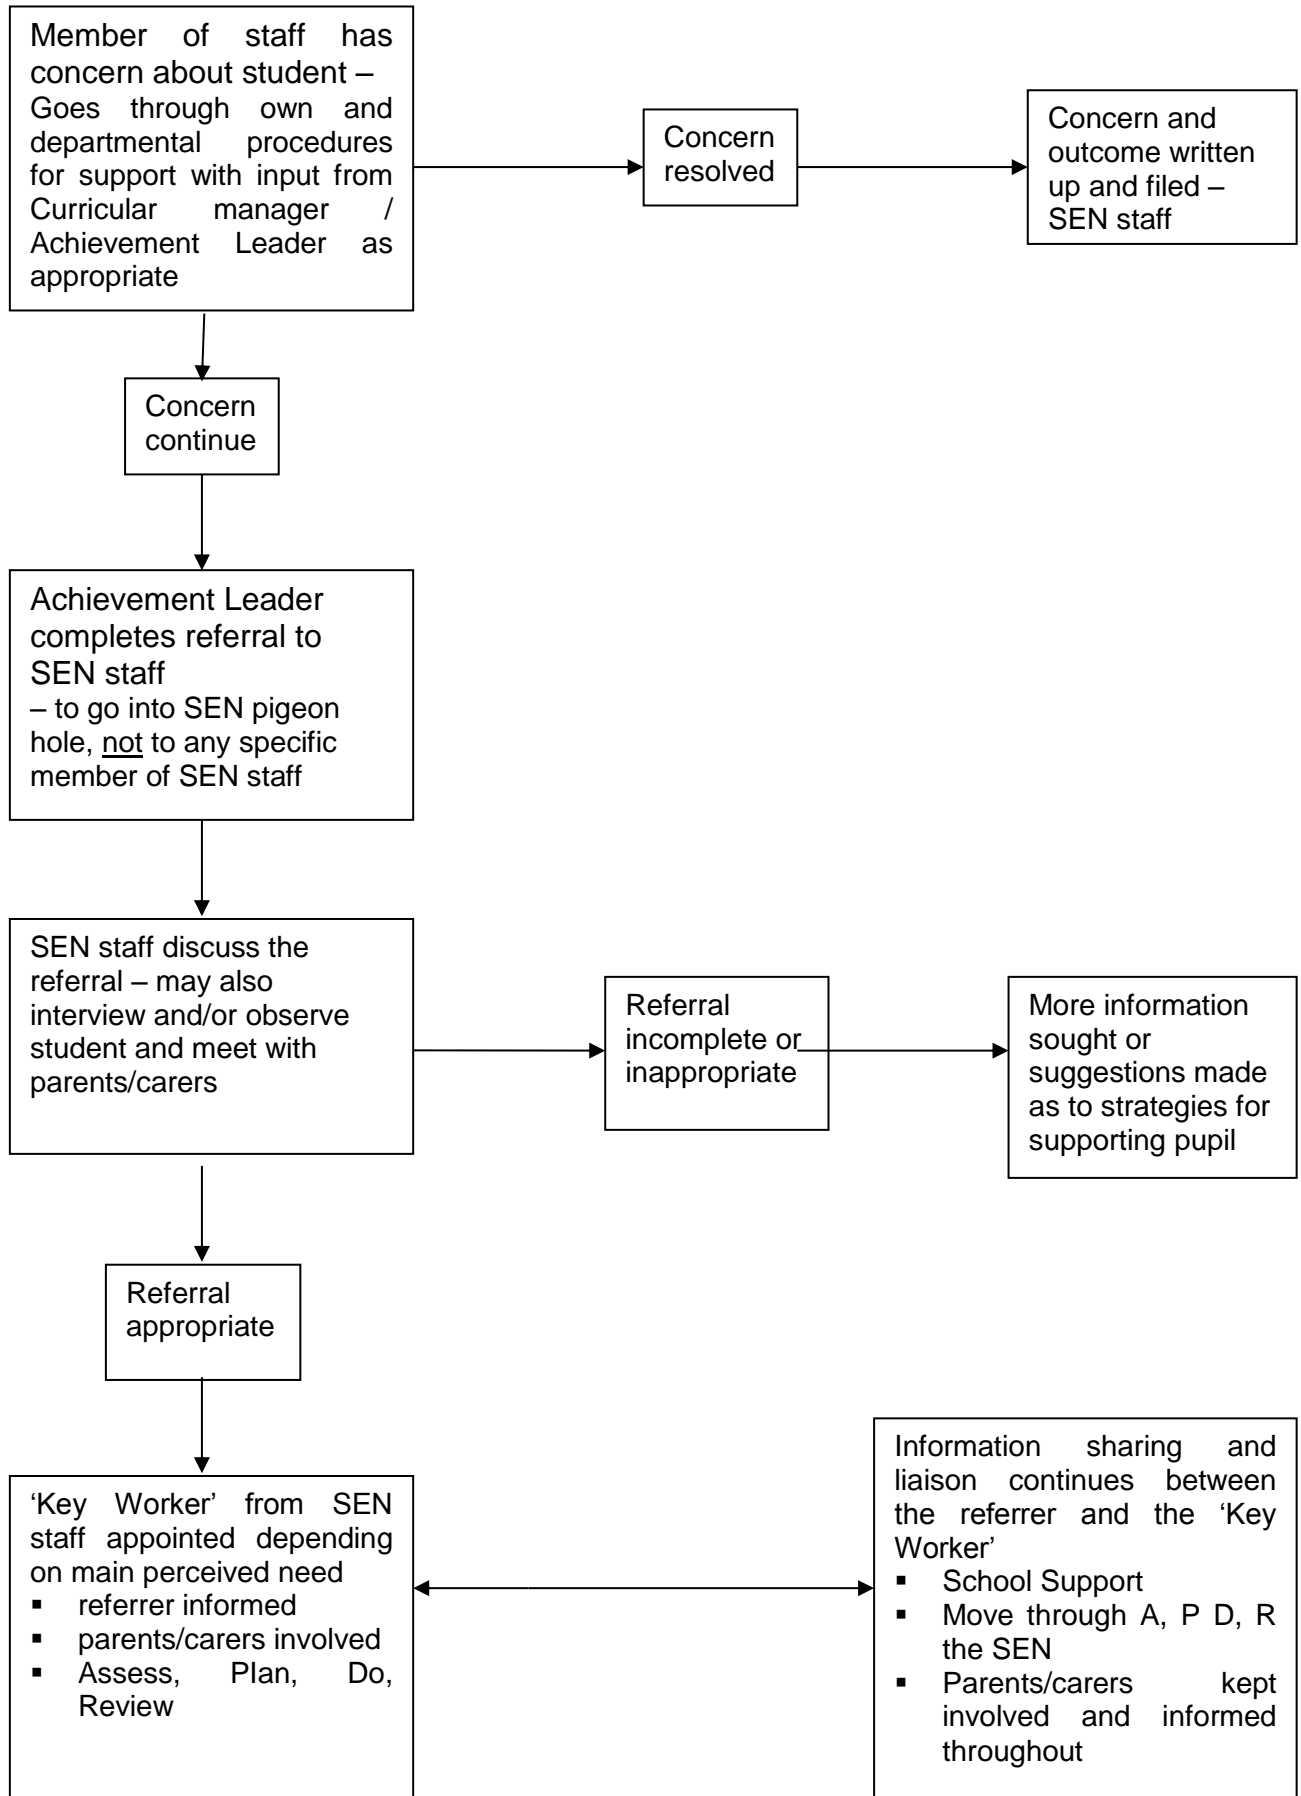 Member of staff has
concern about student –
Goes through own and
departmental procedures
for support with input from
Curricular manager /
Achievement Leader as
appropriate
Concern
resolved
Concern and
outcome written
up and filed –
SEN staff
Concern
continue
Achievement Leader
completes referral to
SEN staff
– to go into SEN pigeon
hole, not to any specific
member of SEN staff
SEN staff discuss the
referral – may also
interview and/or observe
student and meet with
parents/carers
Referral
incomplete or
inappropriate
More information
sought or
suggestions made
as to strategies for
supporting pupil
Referral
appropriate
‘Key Worker’ from SEN
staff appointed depending
on main perceived need
▪ referrer informed
▪ parents/carers involved
▪ Assess, Plan, Do,
Review
Information sharing and
liaison continues between
the referrer and the ‘Key
Worker’
▪ School Support
▪ Move through A, P D, R
the SEN
▪ Parents/carers kept
involved and informed
throughout